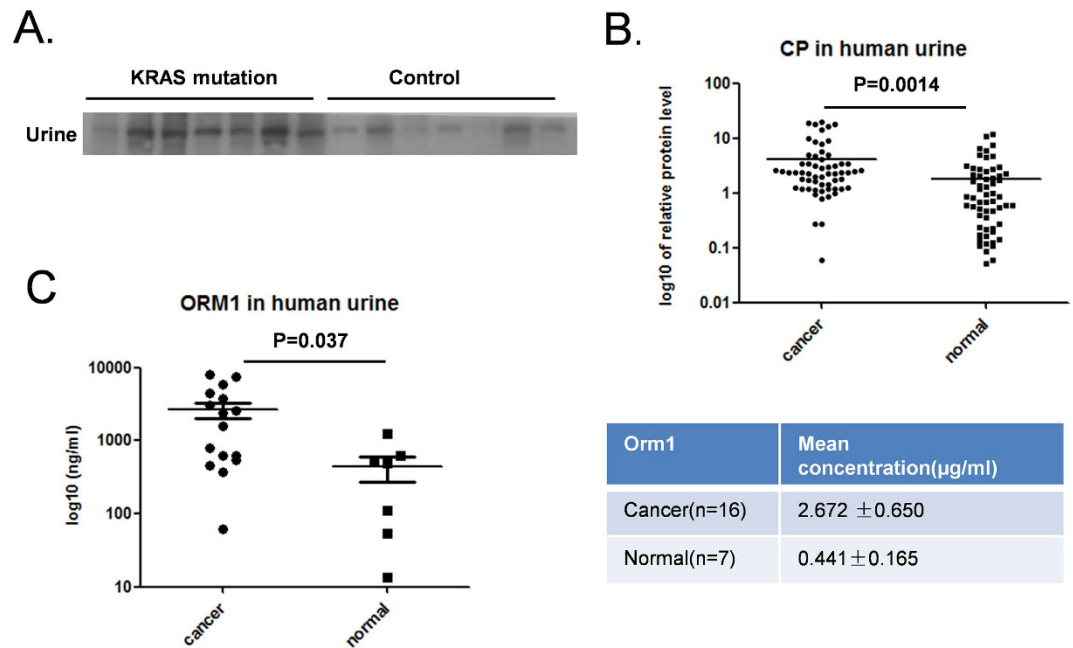 A.
KRAS mutation Control
Urine
B.
CP in human urine
P=0.0014
100
10
1
0.1
0.01
log10 of relative protein level
cancer normal
C
ORM1 in human urine
P=0.037
10000
1000
100
10
log10 (ng/ml)
cancer normal
Orm1 Mean
concentration(μg/ml)
Cancer(n=16) 2.672 ±0.650
Normal(n=7) 0.441±0.165